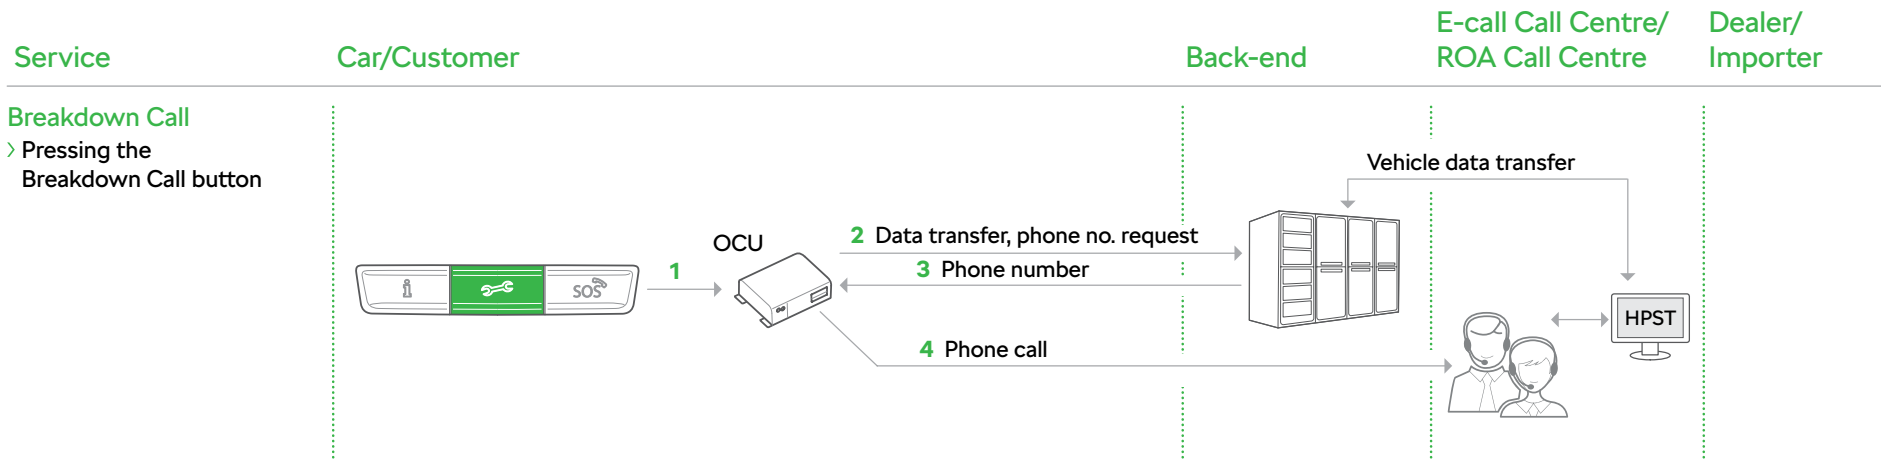 Service
Car/Customer
Back-end
E-call Call Centre/
ROA Call Centre
Dealer/
Importer
Breakdown Call
› Pressing the
Breakdown Call button
Vehicle data transfer
OCU
2 Data transfer, phone no. request
1
3 Phone number
i
SOS
HPST
4 Phone call